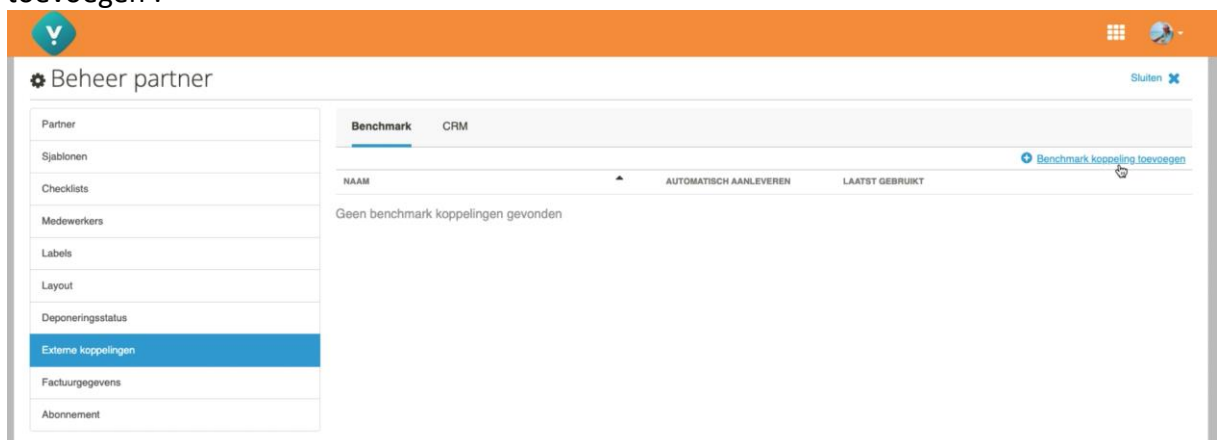 toevoegen'.
Beheer partner
Sluiten
Partner
Sjablonen
Checklists
Medewerkers
Labels
Layout
Deponeringsstatus
Externe koppelingen
Factuurgegevens
Abonnement
Benchmark CRM
Benchmark koppeling toevoegen
NAAM AUTOMATISCH AANLEVEREN LAATST GEBRUIKT
Geen benchmark koppelingen gevonden